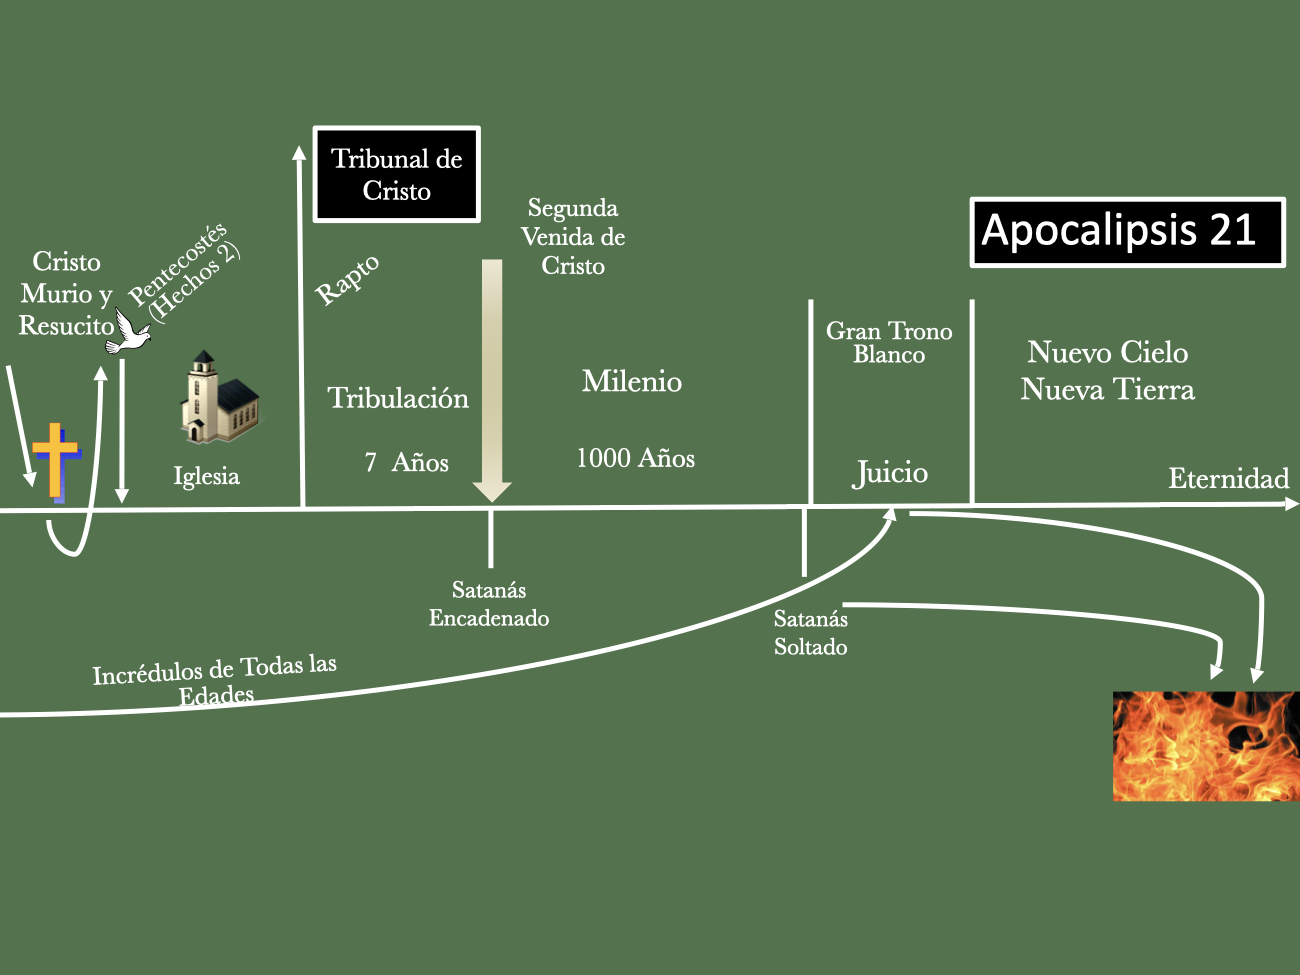 Tribunal de
Cristo
Segunda
Venida de
Cristo
Apocalipsis 21
Cristo
Murio y
Resucito
Pentecostés
(Hechos 2)
Rapto
Gran Trono
Blanco
Nuevo Cielo
Nueva Tierra
Tribulación
7 Años
Milenio
1000 Años
Iglesia
Juicio
Eternidad
Satanás
Encadenado
Satanás
Soltado
Incrédulos de Todas las
Edades